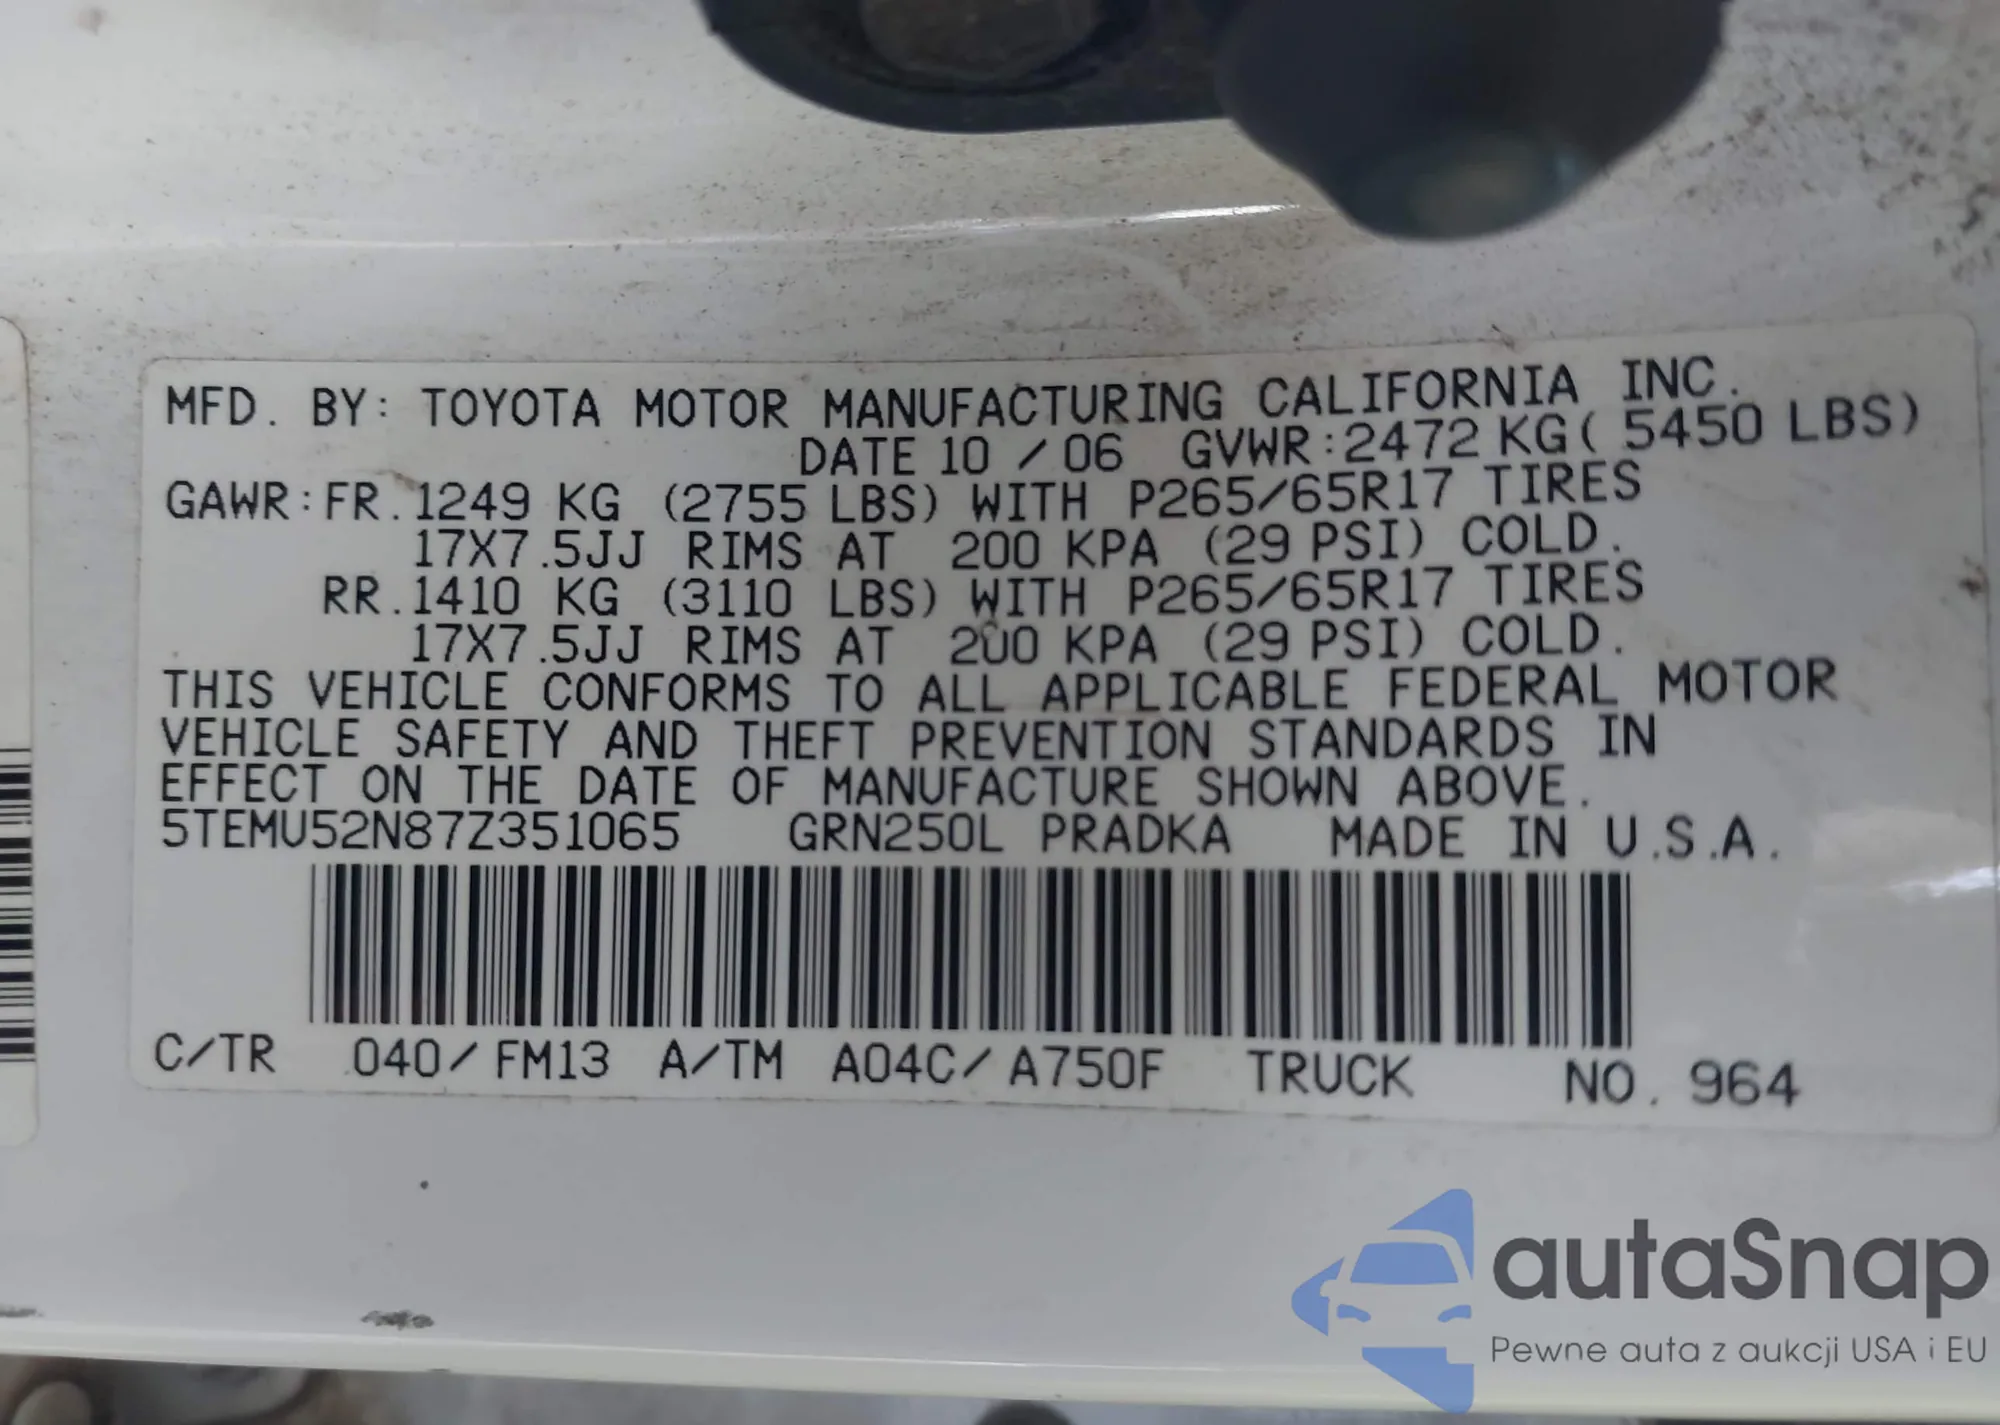 MFD. BY: TOYOTA MOTOR MANUFACTURING CALIFORNIA INC.
DATE 10 / 06 GVWR:2472 KG( 5450 LBS)
GAWR:FR.1249 KG (2755 LBS) WITH P265/65R17 TIRES
17X7.5JJ RIMS AT 200 KPA (29 PSI) COLD.
RR.1410 KG (3110 LBS) WITH P265/65R17 TIRES
17X7.5JJ RIMS AT 200 KPA (29 PSI) COLD.
THIS VEHICLE CONFORMS TO ALL APPLICABLE FEDERAL MOTOR
VEHICLE SAFETY AND THEFT PREVENTION STANDARDS IN
EFFECT ON THE DATE OF MANUFACTURE SHOWN ABOVE.
5TEMU52N87Z351065 GRN250L PRADKA MADE IN U.S.A.
C/TR 040/FM13 A/TM A04C/A750F TRUCK NO. 964
autaSnap
Pewne auta z aukcji USA i EU